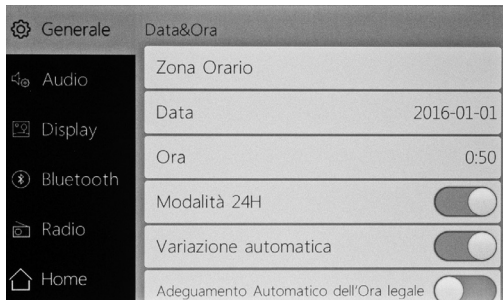 Generale
Audio
Display
Bluetooth
Radio
Home
Data&Ora
Zona Orario
Data 2016-01-01
Ora 0:50
Modalità 24H
Variazione automatica
Adeguamento Automatico dell'Ora legale